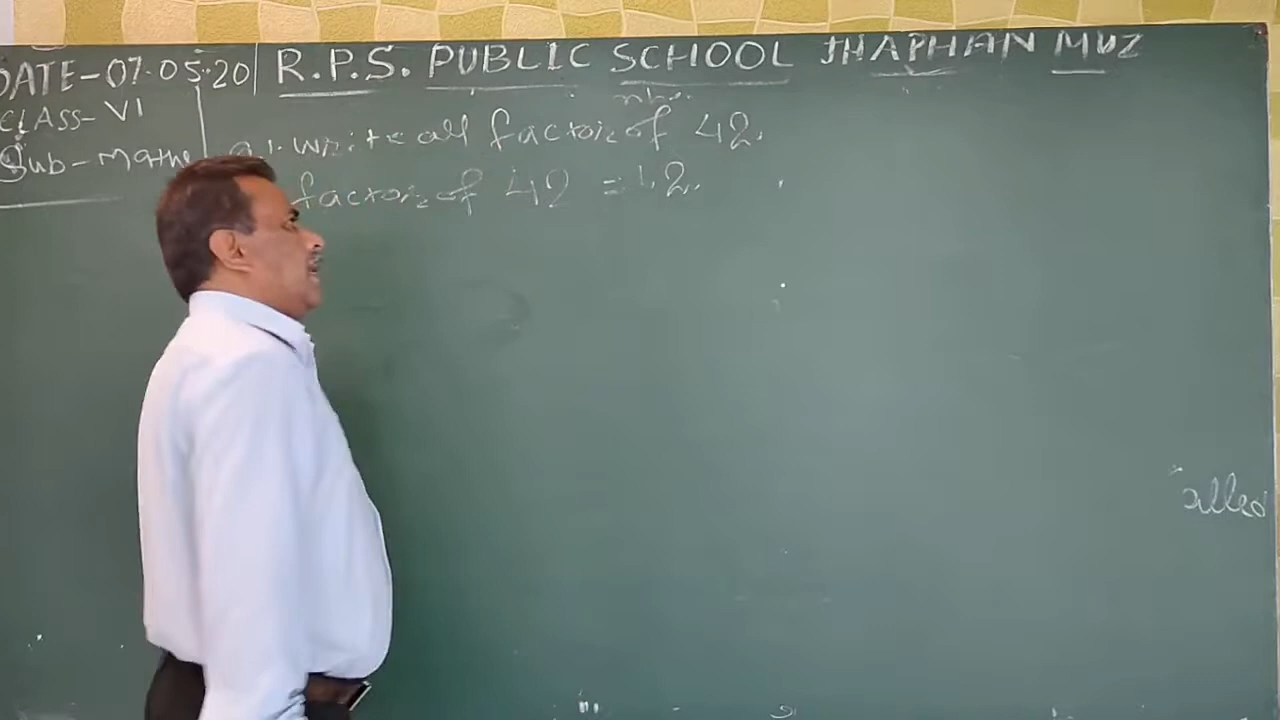 DATE-07.05.20
CLASS-VI
Sub-Maths
R.P.S. PUBLIC SCHOOL JHAPHAN MUZ
Q1. Write all factors of 42.
factors of 42 = 1, 2,
alled